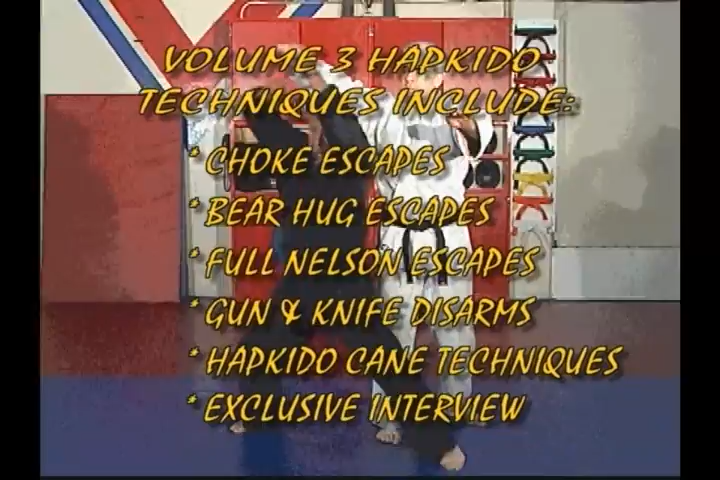 VOLUME 3 HAPKIDO
TECHNIQUES INCLUDE:
* CHOKE ESCAPES
* BEAR HUG ESCAPES
* FULL NELSON ESCAPES
* GUN & KNIFE DISARMS
* HAPKIDO CANE TECHNIQUES
* EXCLUSIVE INTERVIEW